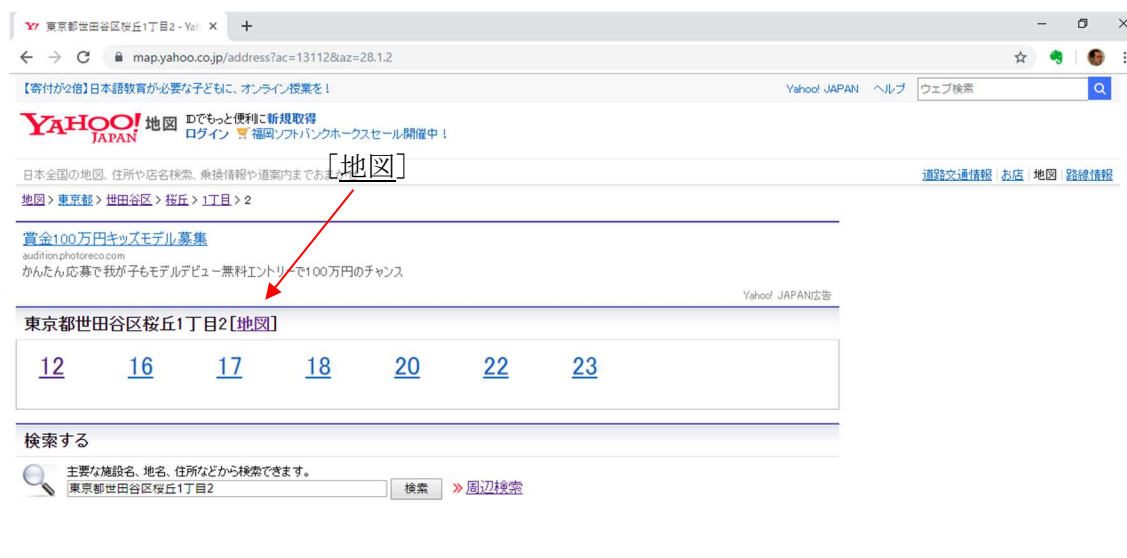 東京都世田谷区桜丘1丁目2 - Yah
map.yahoo.co.jp/address?ac=13112&az=28.1.2
【寄付が2倍】日本語教育が必要な子どもに、オンライン授業を！ Yahoo! JAPAN ヘルプ ウェブ検索
YAHOO! JAPAN 地図 IDでもっと便利に新規取得
ログイン 福岡ソフトバンクホークスセール開催中！
[地図]
日本全国の地図、住所や店名検索、乗換情報や道案内までおま 道路交通情報 お店 地図 路線情報
地図 > 東京都 > 世田谷区 > 桜丘 > 1丁目 > 2
賞金100万円キッズモデル募集
audition.photoreco.com
かんたん応募で我が子もモデルデビュー無料エントリーで100万円のチャンス
Yahoo! JAPAN広告
東京都世田谷区桜丘1丁目2[地図]
12 16 17 18 20 22 23
検索する
主要な施設名、地名、住所などから検索できます。
東京都世田谷区桜丘1丁目2 検索 » 周辺検索